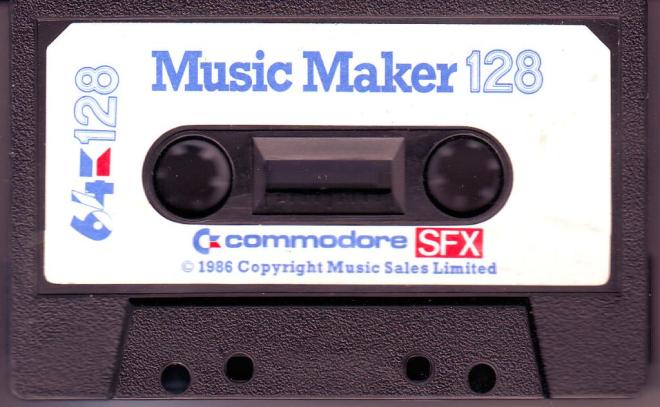 Music Maker 128
64 128
commodore SFX
© 1986 Copyright Music Sales Limited